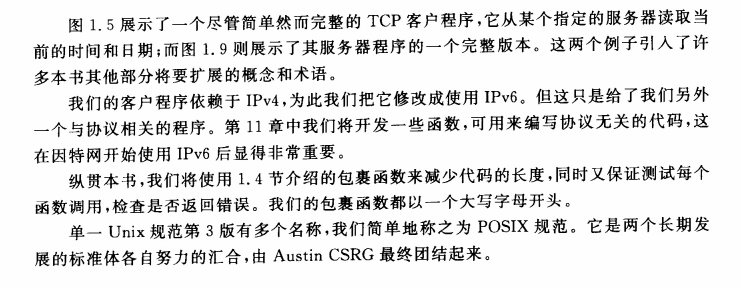 图 1.5 展示了一个尽管简单然而完整的 TCP 客户程序,它从某个指定的服务器读取当
前的时间和日期;而图 1.9 则展示了其服务器程序的一个完整版本。这两个例子引入了许
多本书其他部分将要扩展的概念和术语。
我们的客户程序依赖于 IPv4,为此我们把它修改成使用 IPv6。但这只是给了我们另外
一个与协议相关的程序。第 11 章中我们将开发一些函数,可用来编写协议无关的代码,这
在因特网开始使用 IPv6 后显得非常重要。
纵贯本书,我们将使用 1.4 节介绍的包裹函数来减少代码的长度,同时又保证测试每个
函数调用,检查是否返回错误。我们的包裹函数都以一个大写字母开头。
单一 Unix 规范第 3 版有多个名称,我们简单地称之为 POSIX 规范。它是两个长期发
展的标准体各自努力的汇合,由 Austin CSRG 最终团结起来。